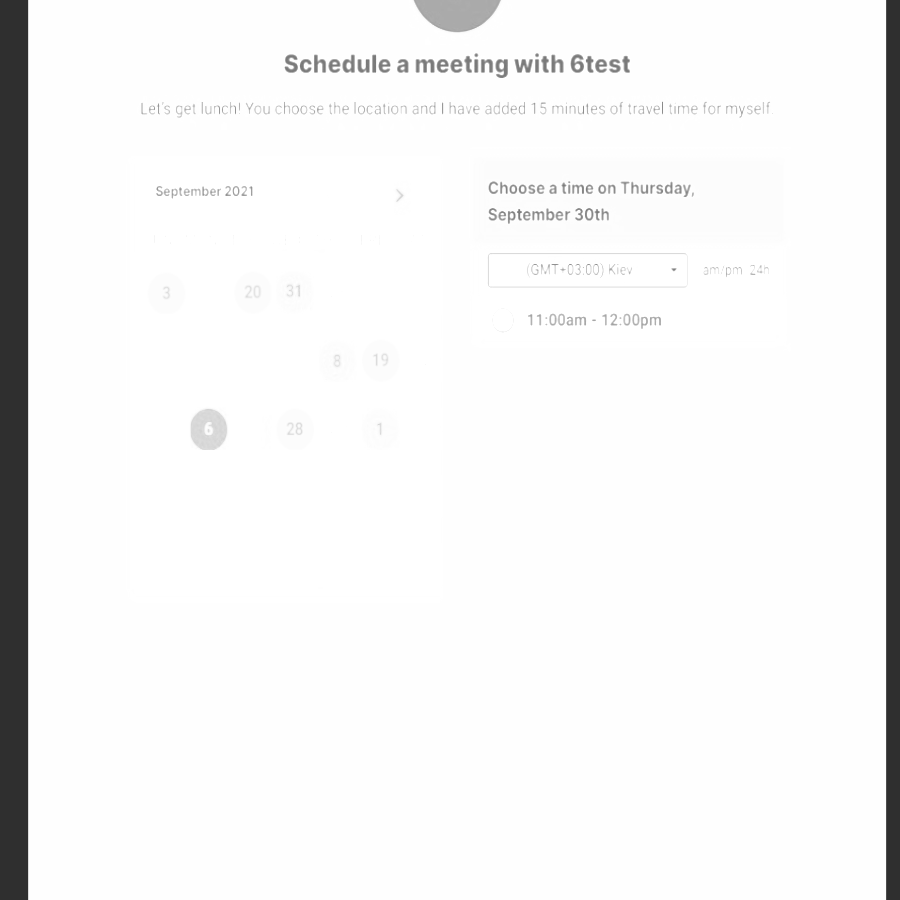 Schedule a meeting with 6test
Let's get lunch! You choose the location and I have added 15 minutes of travel time for myself.
September 2021
3 20 31
8 19
6 28 1
Choose a time on Thursday,
September 30th
(GMT+03:00) Kiev am/pm 24h
11:00am - 12:00pm